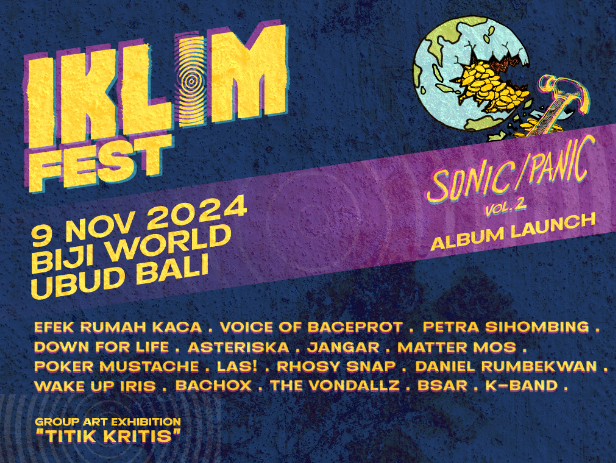 IKLIM
FEST
SONIC/PANIC
VOL. 2
ALBUM LAUNCH
9 NOV 2024
BIJI WORLD
UBUD BALI
EFEK RUMAH KACA . VOICE OF BACEPROT . PETRA SIHOMBING .
DOWN FOR LIFE . ASTERISKA . JANGAR . MATTER MOS .
POKER MUSTACHE . LAS! . RHOSY SNAP . DANIEL RUMBEKWAN .
WAKE UP IRIS . BACHOX . THE VONDALLZ . BSAR . K-BAND .
GROUP ART EXHIBITION
"TITIK KRITIS"